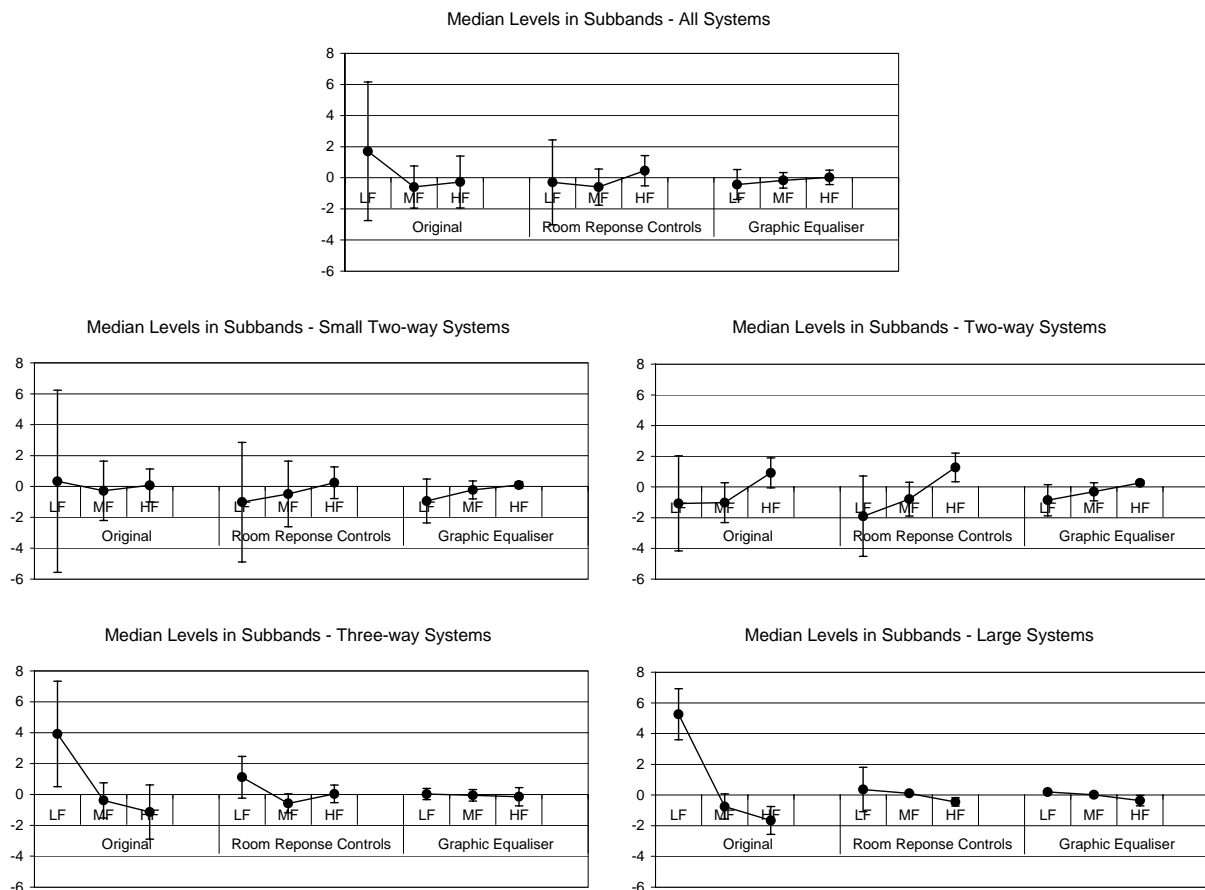 Median Levels in Subbands - All Systems
8
6
4
2
0
-2
-4
-6
LF MF HF LF MF HF LF MF HF
Original Room Reponse Controls Graphic Equaliser
Median Levels in Subbands - Small Two-way Systems
8
6
4
2
0
-2
-4
-6
LF MF HF LF MF HF LF MF HF
Original Room Reponse Controls Graphic Equaliser
Median Levels in Subbands - Two-way Systems
8
6
4
2
0
-2
-4
-6
LF MF HF LF MF HF LF MF HF
Original Room Reponse Controls Graphic Equaliser
Median Levels in Subbands - Three-way Systems
8
6
4
2
0
-2
-4
-6
LF MF HF LF MF HF LF MF HF
Original Room Reponse Controls Graphic Equaliser
Median Levels in Subbands - Large Systems
8
6
4
2
0
-2
-4
-6
LF MF HF LF MF HF LF MF HF
Original Room Reponse Controls Graphic Equaliser